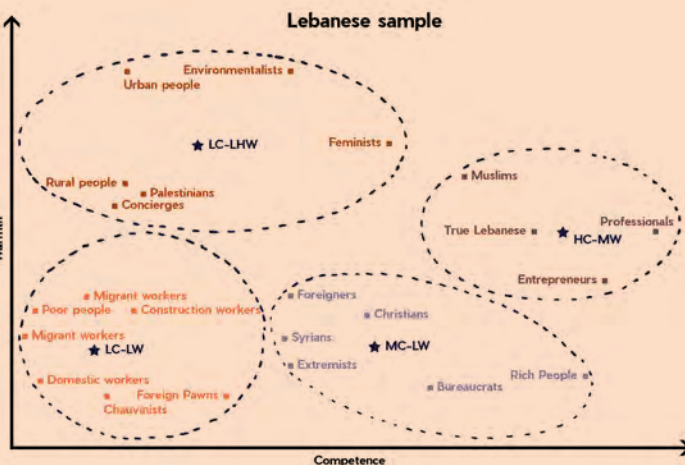 Lebanese sample
Environmentalists
Urban people
LC-LHW
Feminists
Muslims
Rural people
Palestinians
Concierges
True Lebanese
Professionals
HC-MW
Entrepreneurs
Migrant workers
Foreigners
Poor people
Construction workers
Christians
Migrant workers
Syrians
LC-LW
MC-LW
Extremists
Domestic workers
Rich People
Bureaucrats
Foreign Pawns
Chauvinists
Competence